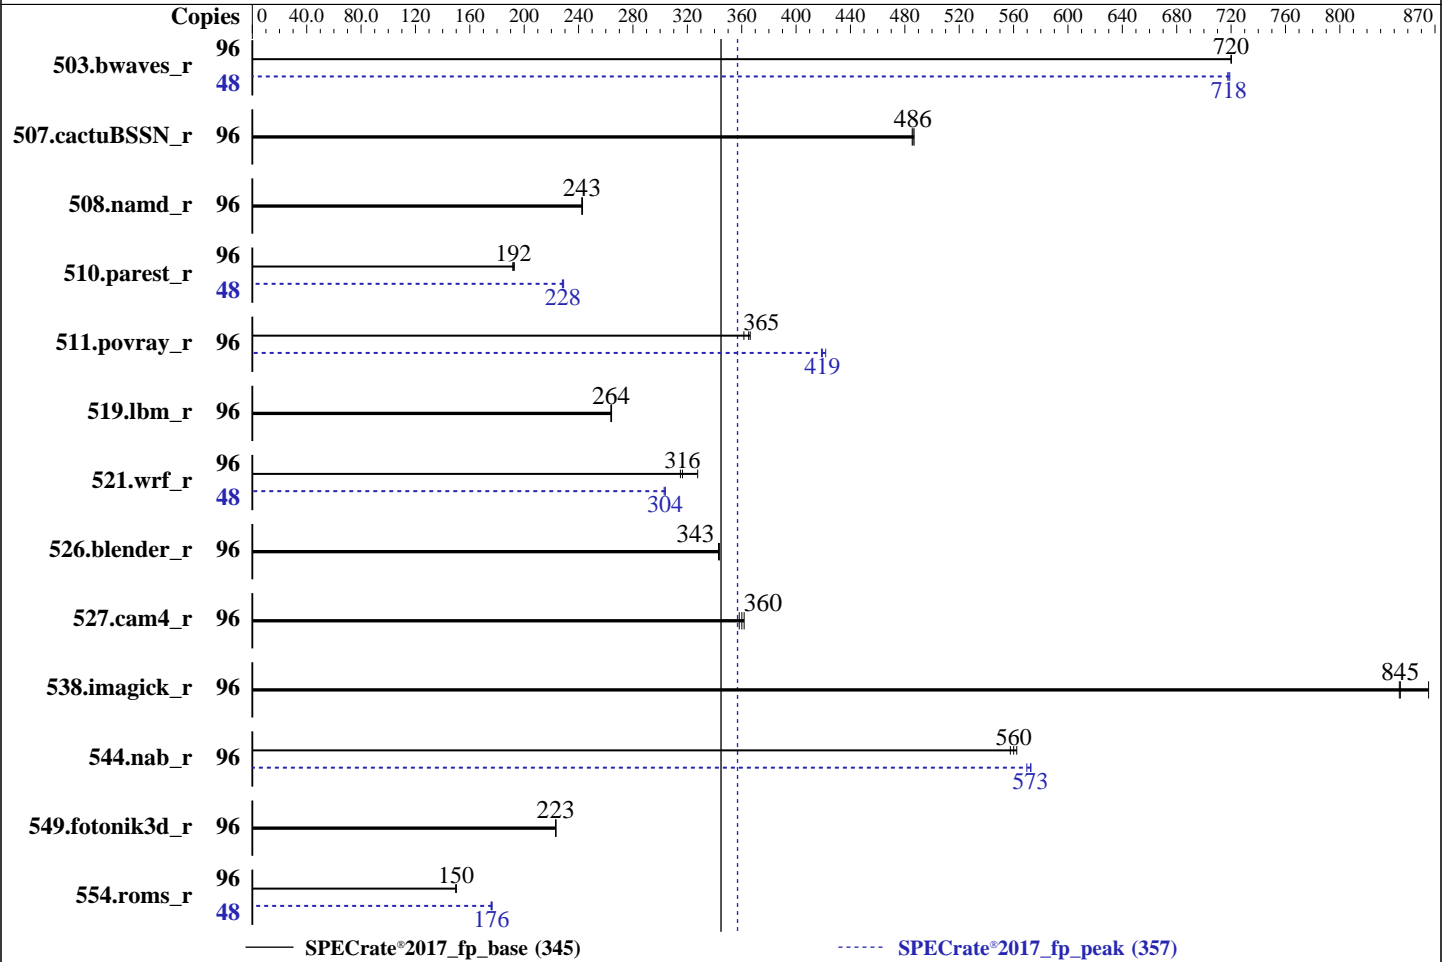 Copies 0 40.0 80.0 120 160 200 240 280 320 360 400 440 480 520 560 600 640 680 720 760 800 870
503.bwaves_r 96 720
48 718
507.cactuBSSN_r 96 486
508.namd_r 96 243
510.parest_r 96 192
48 228
511.povray_r 96 365
419
519.lbm_r 96 264
521.wrf_r 96 316
48 304
526.blender_r 96 343
527.cam4_r 96 360
538.imagick_r 96 845
544.nab_r 96 560
573
549.fotonik3d_r 96 223
554.roms_r 96 150
48 176
SPECrate®2017_fp_base (345) SPECrate®2017_fp_peak (357)